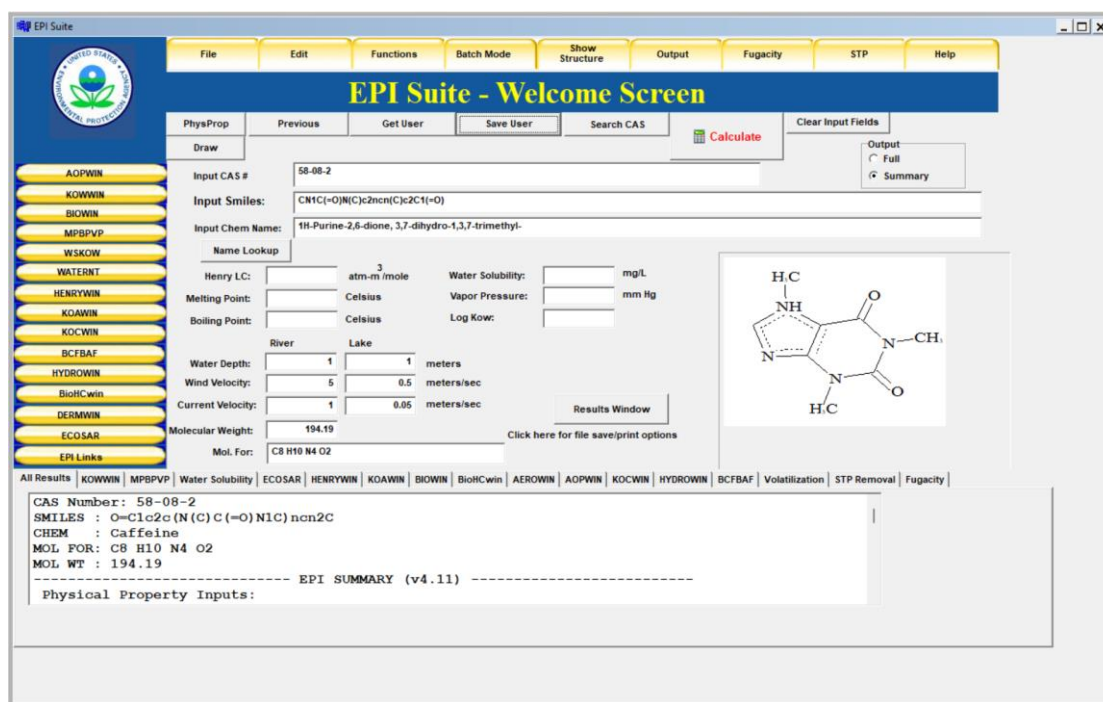 EPI Suite
UNITED STATES ENVIRONMENTAL PROTECTION AGENCY
File Edit Functions Batch Mode Show Structure Output Fugacity STP Help
EPI Suite - Welcome Screen
PhysProp Previous Get User Save User Search CAS Calculate Clear Input Fields
Draw
Output
Full
Summary
AOPWIN
KOWWIN
BIOWIN
MPBPVP
WSKOW
WATERNT
HENRYWIN
KOAWIN
KOCWIN
BCFBAF
HYDROWIN
BioHCwin
DERMWIN
ECOSAR
EPI Links
Input CAS # 58-08-2
Input Smiles: CN1C(=O)N(C)c2ncn(C)c2C1(=O)
Input Chem Name: 1H-Purine-2,6-dione, 3,7-dihydro-1,3,7-trimethyl-
Name Lookup
Henry LC: atm-m3/mole Water Solubility: mg/L
Melting Point: Celsius Vapor Pressure: mm Hg
Boiling Point: Celsius Log Kow:
River Lake
Water Depth: 1 1 meters
Wind Velocity: 5 0.5 meters/sec
Current Velocity: 1 0.05 meters/sec
Results Window
Molecular Weight: 194.19
Click here for file save/print options
Mol. For: C8 H10 N4 O2
H3C
NH
O
N
CH3
N
N
O
H3C
All Results KOWWIN MPBPVP Water Solubility ECOSAR HENRYWIN KOAWIN BIOWIN BioHCwin AEROWIN AOPWIN KOCWIN HYDROWIN BCFBAF Volatilization STP Removal Fugacity
CAS Number: 58-08-2
SMILES : O=C1c2c(N(C)C(=O)N1C)ncn2C
CHEM : Caffeine
MOL FOR: C8 H10 N4 O2
MOL WT : 194.19
------------------------------ EPI SUMMARY (v4.11) --------------------------
Physical Property Inputs: